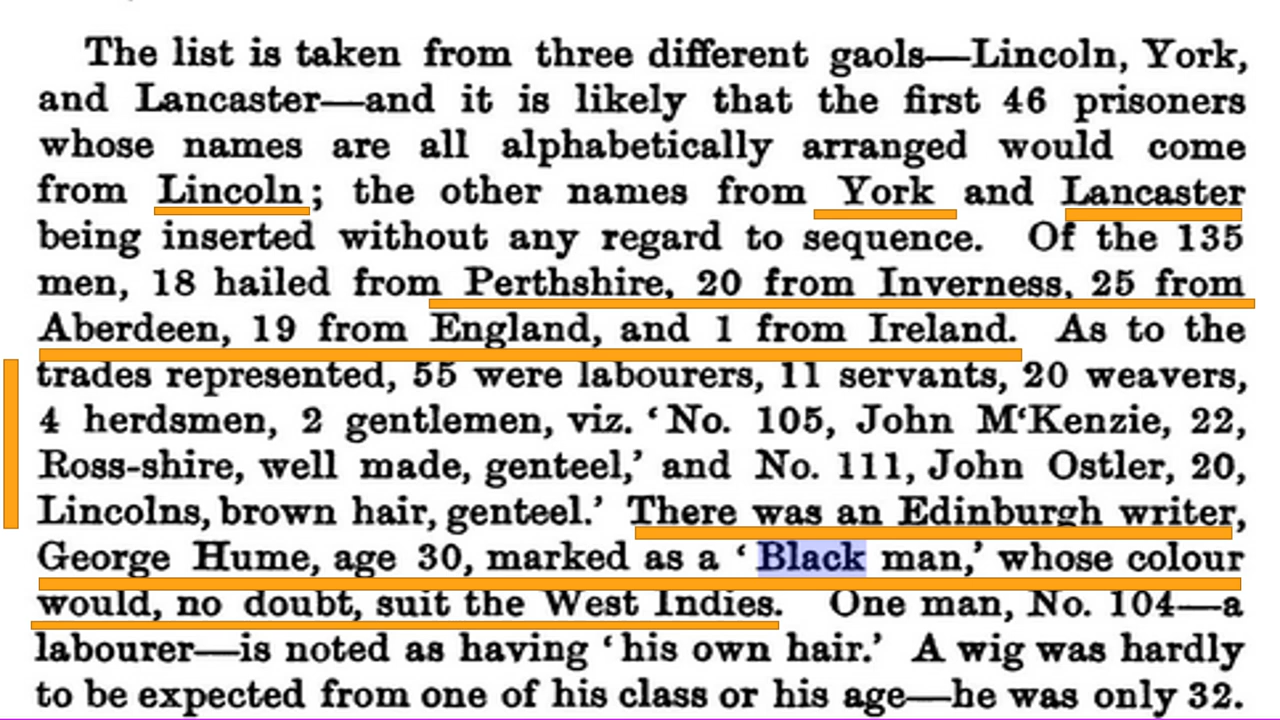 The list is taken from three different gaols—Lincoln, York,
and Lancaster—and it is likely that the first 46 prisoners
whose names are all alphabetically arranged would come
from Lincoln; the other names from York and Lancaster
being inserted without any regard to sequence. Of the 135
men, 18 hailed from Perthshire, 20 from Inverness, 25 from
Aberdeen, 19 from England, and 1 from Ireland. As to the
trades represented, 55 were labourers, 11 servants, 20 weavers,
4 herdsmen, 2 gentlemen, viz. ‘No. 105, John M‘Kenzie, 22,
Ross-shire, well made, genteel,’ and No. 111, John Ostler, 20,
Lincolns, brown hair, genteel.’ There was an Edinburgh writer,
George Hume, age 30, marked as a ‘Black man,’ whose colour
would, no doubt, suit the West Indies. One man, No. 104—a
labourer—is noted as having ‘his own hair.’ A wig was hardly
to be expected from one of his class or his age—he was only 32.